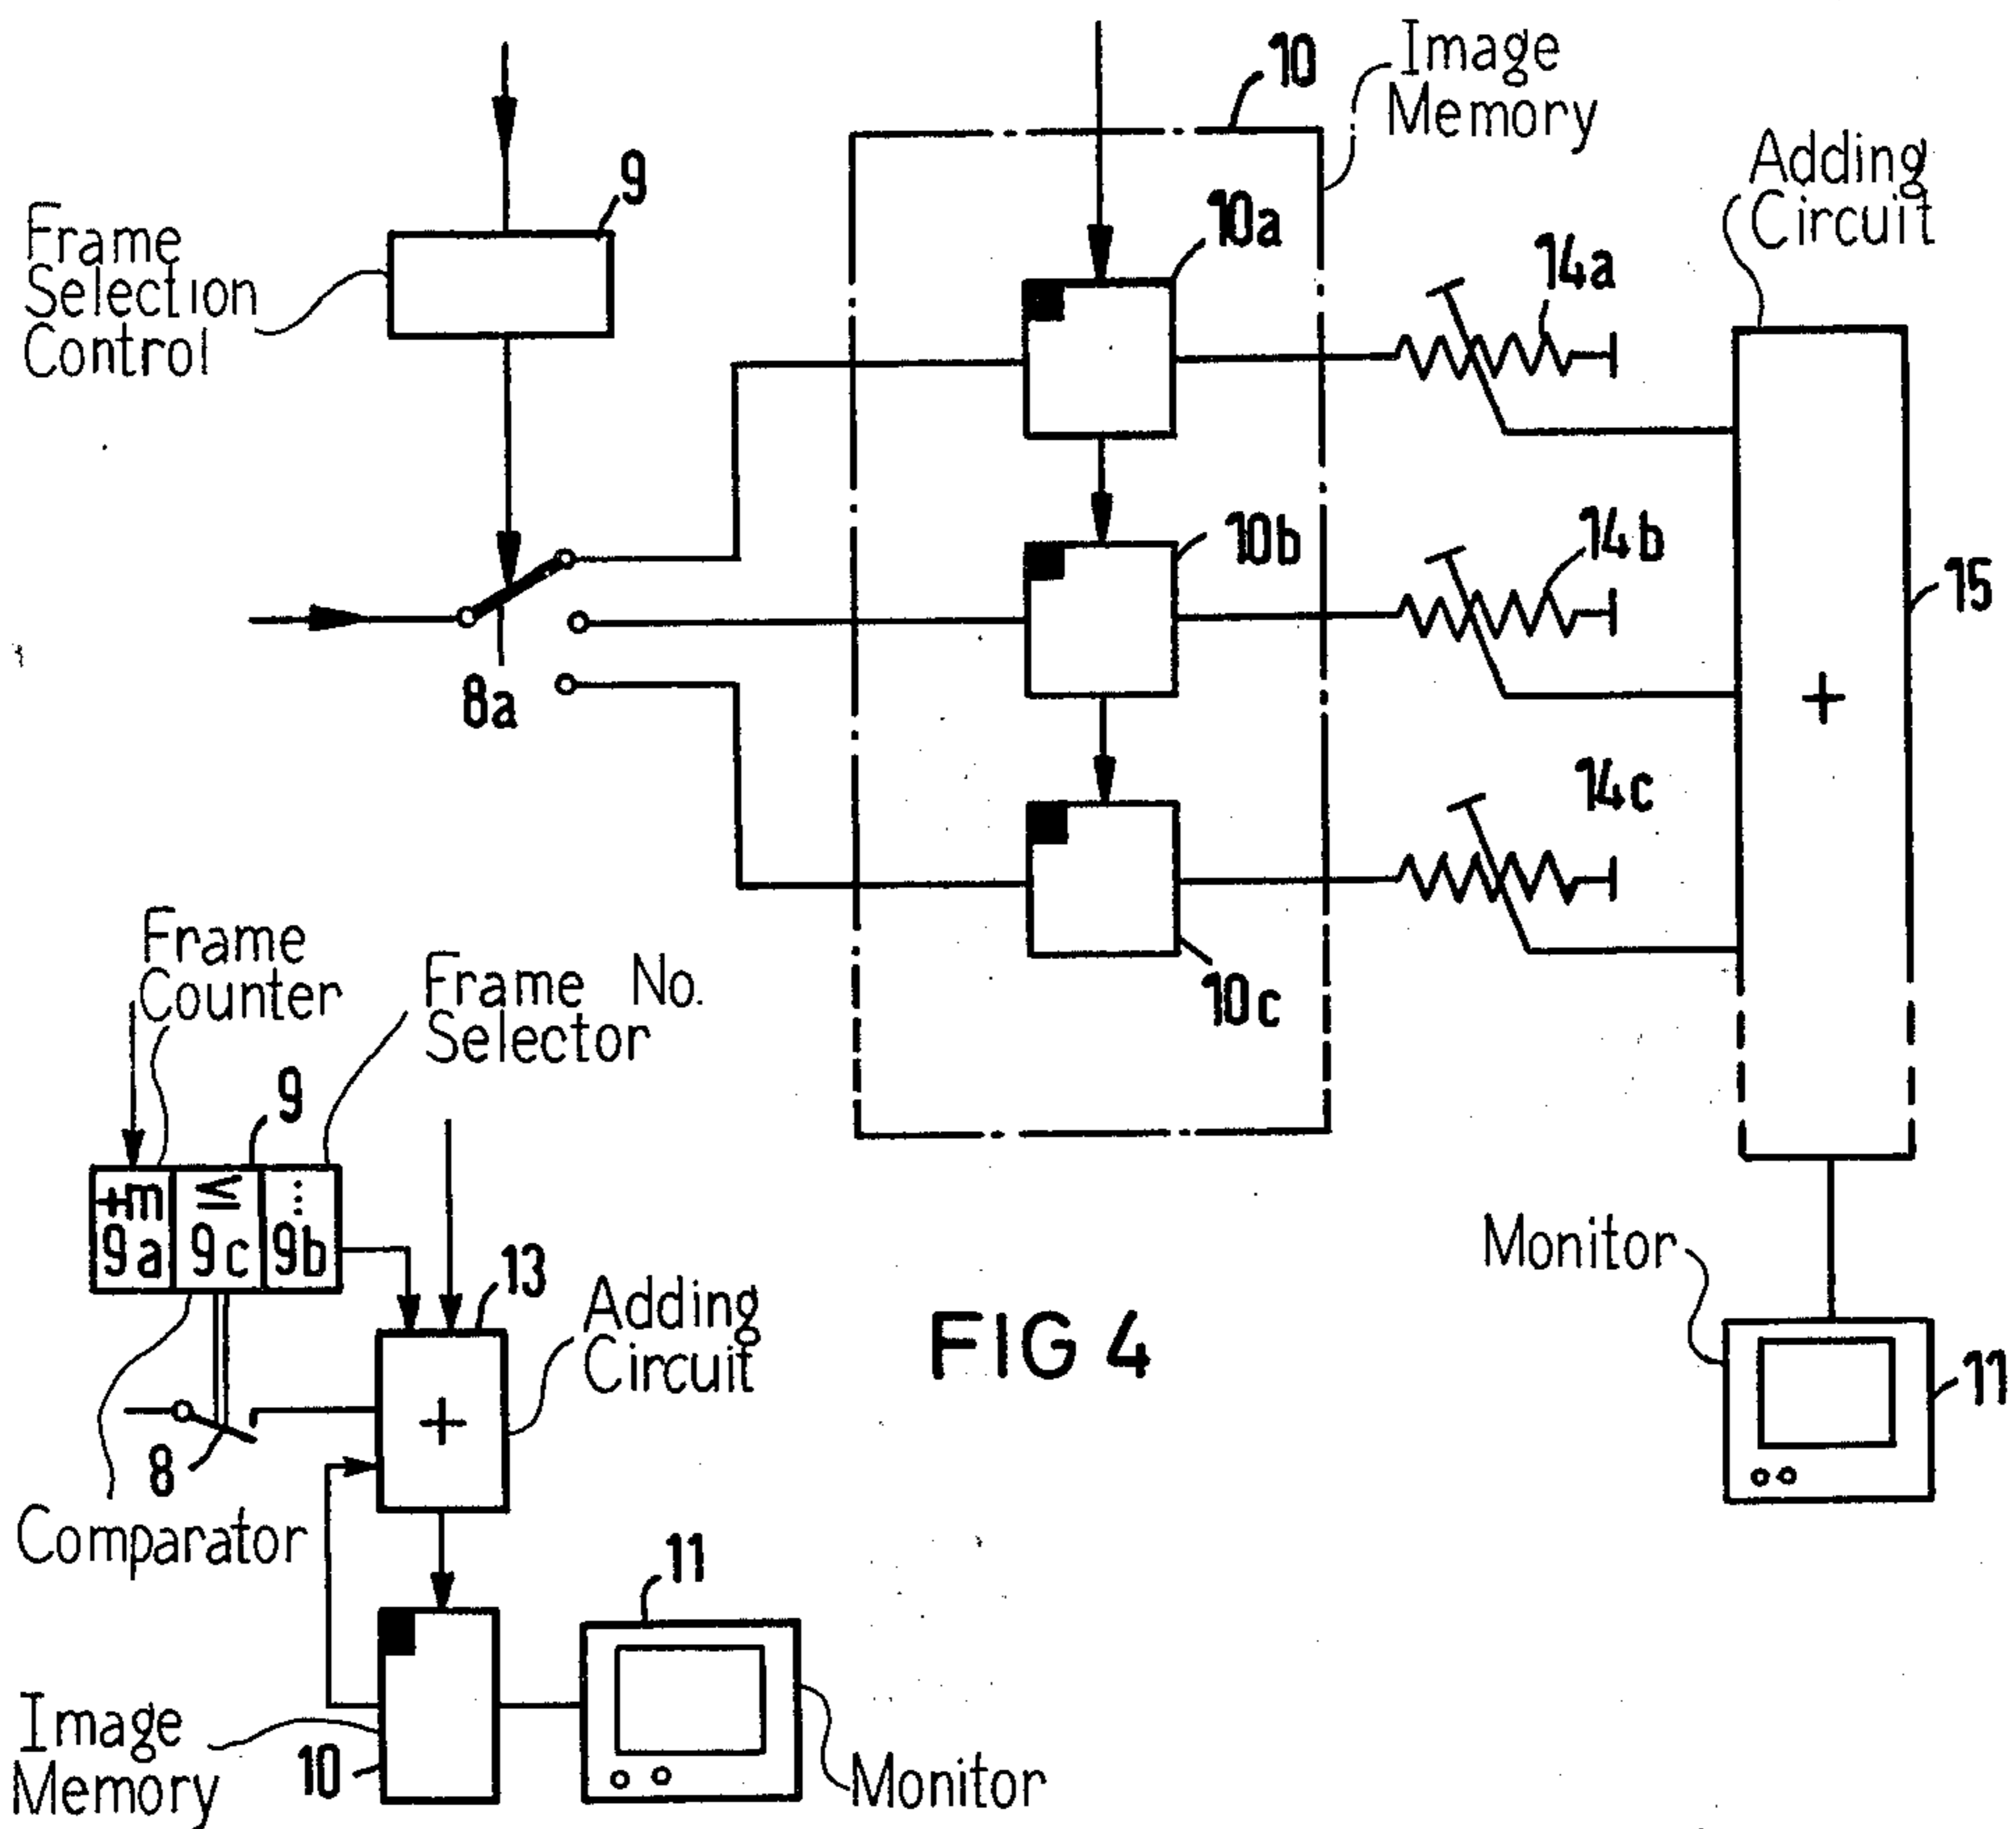 10
Image
Memory
Adding
Circuit
9
10a
Frame
Selection
Control
14a
10b
14b
15
8a
14c
10c
Frame
Counter
Frame No.
Selector
9
+m
≤
⋮
9a
9c
9b
13
+
Monitor
Adding
Circuit
FIG 4
11
+
8
Comparator
11
Image
Memory
10
Monitor